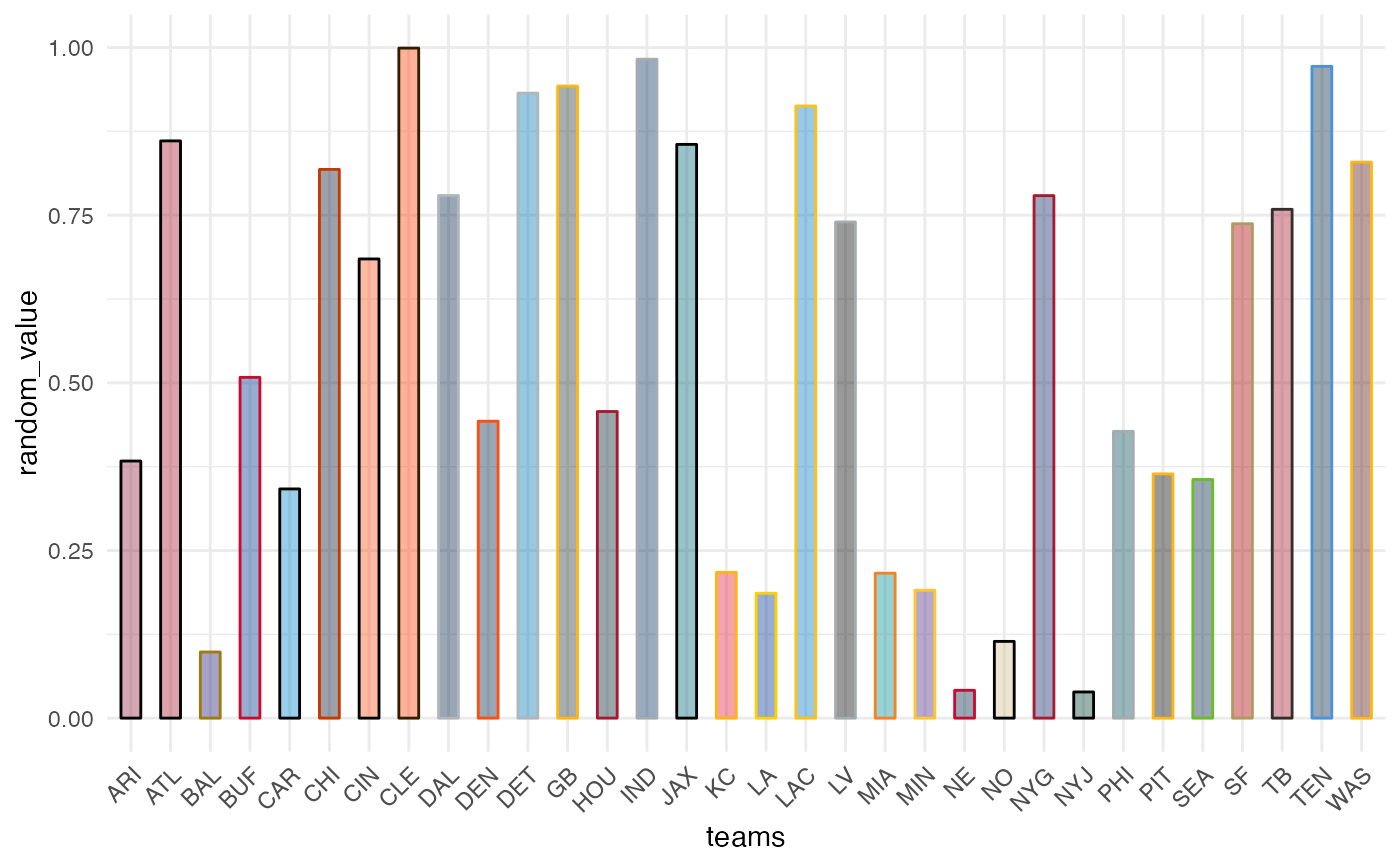 random_value
1.00
0.75
0.50
0.25
0.00
ARI ATL BAL BUF CAR CHI CIN CLE DAL DEN DET GB HOU IND JAX KC LA LAC LV MIA MIN NE NO NYG NYJ PHI PIT SEA SF TB TEN WAS
teams